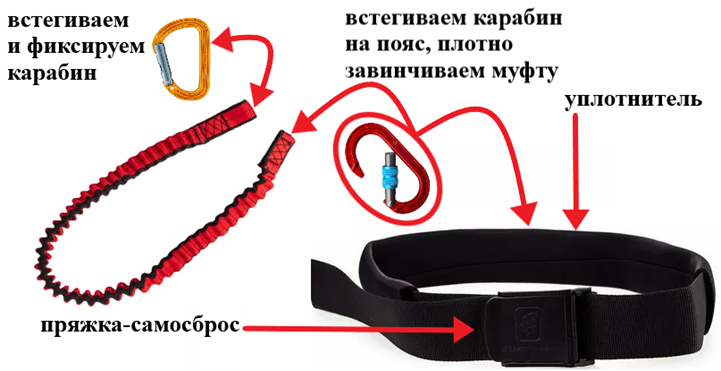 встегиваем
и фиксируем
карабин
встегиваем карабин
на пояс, плотно
завинчиваем муфту
уплотнитель
пряжка-самосброс